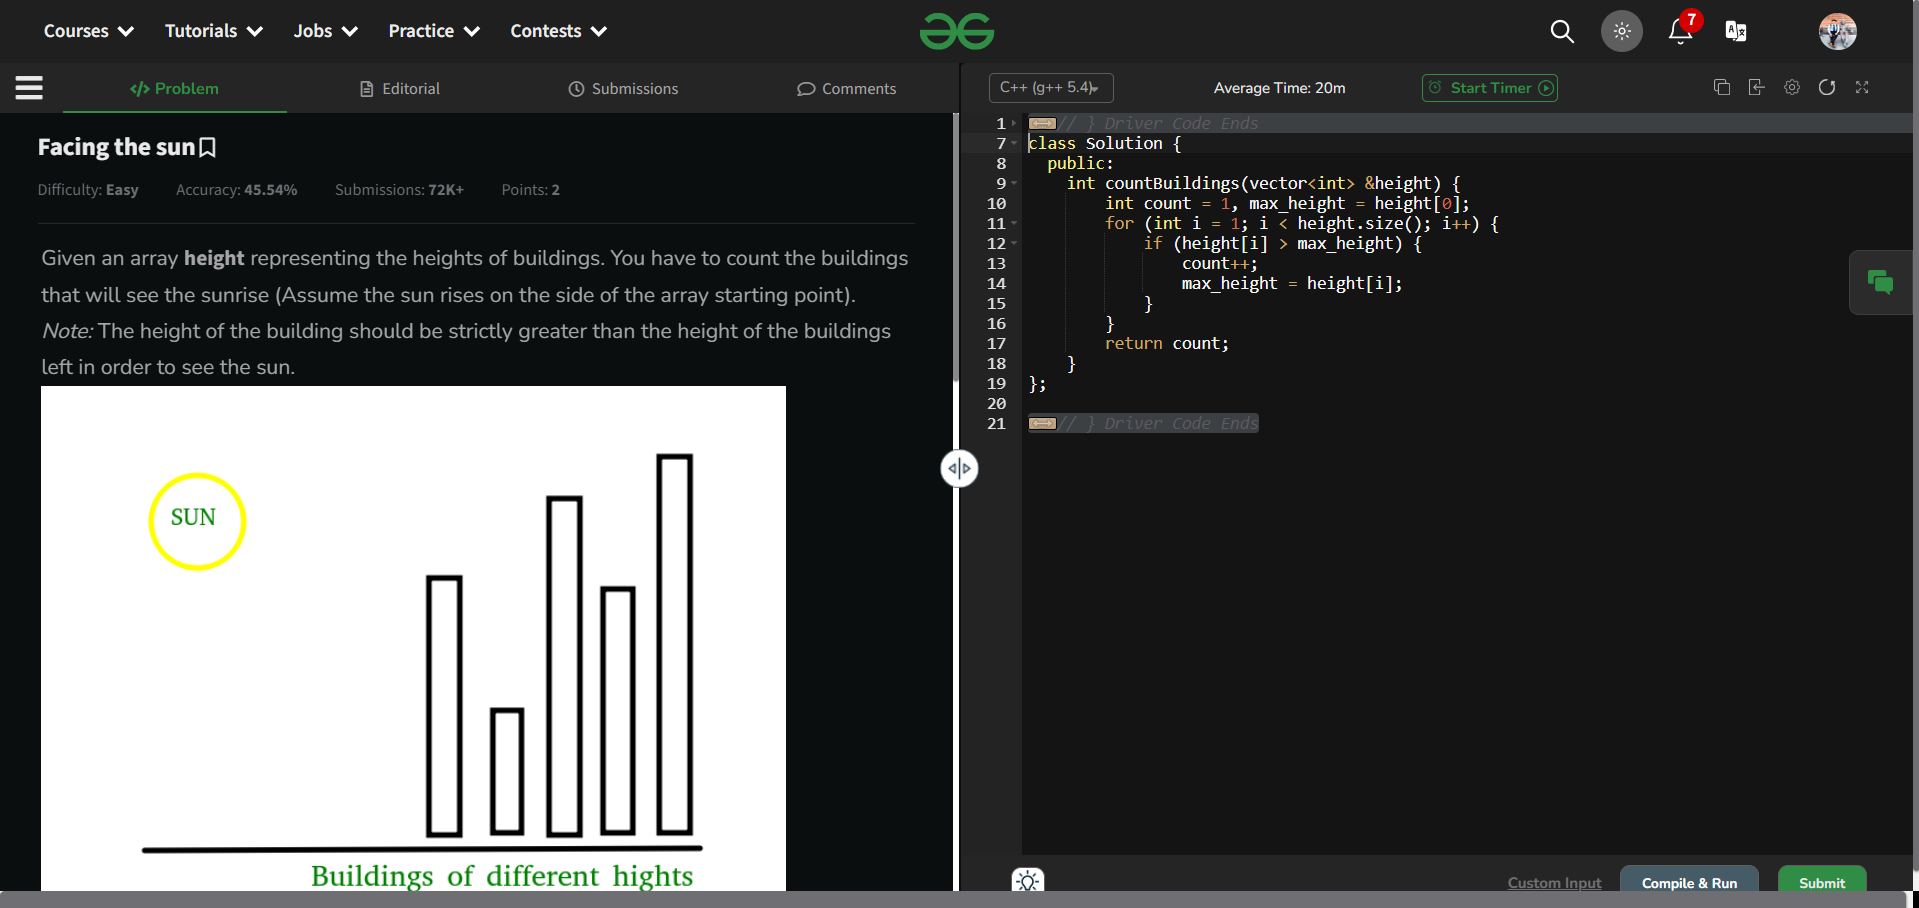 Courses Tutorials Jobs Practice Contests
7
Problem Editorial Submissions Comments
C++ (g++ 5.4) Average Time: 20m Start Timer
Facing the sun
Difficulty: Easy Accuracy: 45.54% Submissions: 72K+ Points: 2
Given an array height representing the heights of buildings. You have to count the buildings
that will see the sunrise (Assume the sun rises on the side of the array starting point).
Note: The height of the building should be strictly greater than the height of the buildings
left in order to see the sun.
SUN
Buildings of different hights
1 // } Driver Code Ends
7 class Solution {
8 public:
9 int countBuildings(vector<int> &height) {
10 int count = 1, max_height = height[0];
11 for (int i = 1; i < height.size(); i++) {
12 if (height[i] > max_height) {
13 count++;
14 max_height = height[i];
15 }
16 }
17 return count;
18 }
19 };
20
21 // } Driver Code Ends
Custom Input Compile & Run Submit